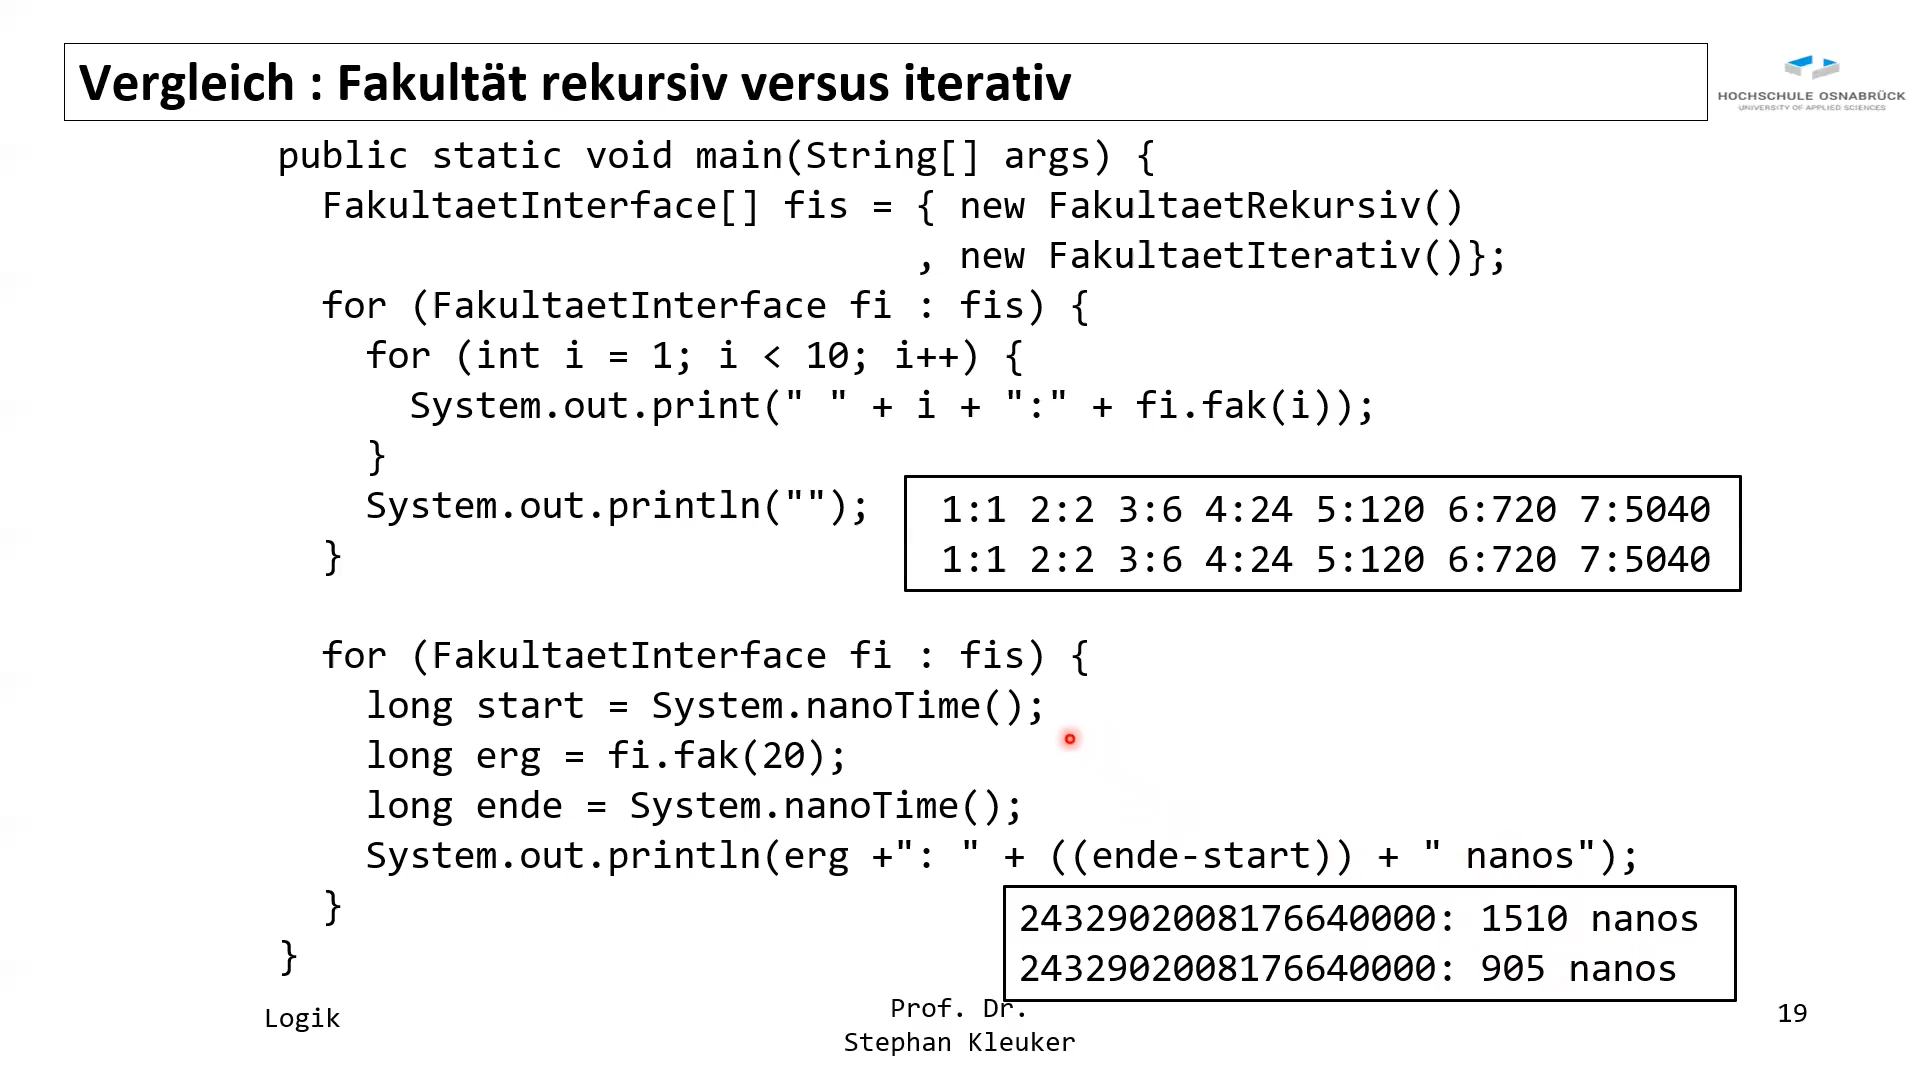 Vergleich : Fakultät rekursiv versus iterativ
HOCHSCHULE OSNABRÜCK
UNIVERSITY OF APPLIED SCIENCES
public static void main(String[] args) {
FakultaetInterface[] fis = { new FakultaetRekursiv()
, new FakultaetIterativ()};
for (FakultaetInterface fi : fis) {
for (int i = 1; i < 10; i++) {
System.out.print(" " + i + ":" + fi.fak(i));
}
System.out.println("");
}
1:1 2:2 3:6 4:24 5:120 6:720 7:5040
1:1 2:2 3:6 4:24 5:120 6:720 7:5040
for (FakultaetInterface fi : fis) {
long start = System.nanoTime();
long erg = fi.fak(20);
long ende = System.nanoTime();
System.out.println(erg +": " + ((ende-start)) + " nanos");
}
}
2432902008176640000: 1510 nanos
2432902008176640000: 905 nanos
Logik
Prof. Dr.
Stephan Kleuker
19